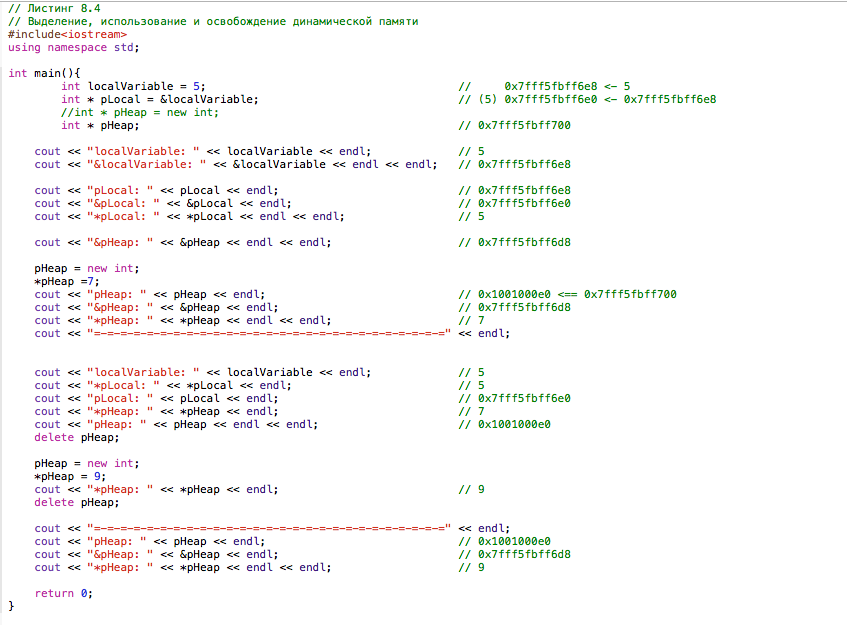 // Листинг 8.4
// Выделение, использование и освобождение динамической памяти
#include<iostream>
using namespace std;
int main(){
int localVariable = 5; // 0x7fff5fbff6e8 <- 5
int * pLocal = &localVariable; // (5) 0x7fff5fbff6e0 <- 0x7fff5fbff6e8
//int * pHeap = new int;
int * pHeap; // 0x7fff5fbff700
cout << "localVariable: " << localVariable << endl; // 5
cout << "&localVariable: " << &localVariable << endl << endl; // 0x7fff5fbff6e8
cout << "pLocal: " << pLocal << endl; // 0x7fff5fbff6e8
cout << "&pLocal: " << &pLocal << endl; // 0x7fff5fbff6e0
cout << "*pLocal: " << *pLocal << endl << endl; // 5
cout << "&pHeap: " << &pHeap << endl << endl; // 0x7fff5fbff6d8
pHeap = new int;
*pHeap =7;
cout << "pHeap: " << pHeap << endl; // 0x1001000e0 <== 0x7fff5fbff700
cout << "&pHeap: " << &pHeap << endl; // 0x7fff5fbff6d8
cout << "*pHeap: " << *pHeap << endl << endl; // 7
cout << "=-=-=-=-=-=-=-=-=-=-=-=-=-=-=-=-=-=-=-=-=-=-=-=-=-=" << endl;
cout << "localVariable: " << localVariable << endl; // 5
cout << "*pLocal: " << *pLocal << endl; // 5
cout << "pLocal: " << pLocal << endl; // 0x7fff5fbff6e0
cout << "*pHeap: " << *pHeap << endl; // 7
cout << "pHeap: " << pHeap << endl << endl; // 0x1001000e0
delete pHeap;
pHeap = new int;
*pHeap = 9;
cout << "*pHeap: " << *pHeap << endl; // 9
delete pHeap;
cout << "=-=-=-=-=-=-=-=-=-=-=-=-=-=-=-=-=-=-=-=-=-=-=-=-=-=" << endl;
cout << "pHeap: " << pHeap << endl; // 0x1001000e0
cout << "&pHeap: " << &pHeap << endl; // 0x7fff5fbff6d8
cout << "*pHeap: " << *pHeap << endl << endl; // 9
return 0;
}